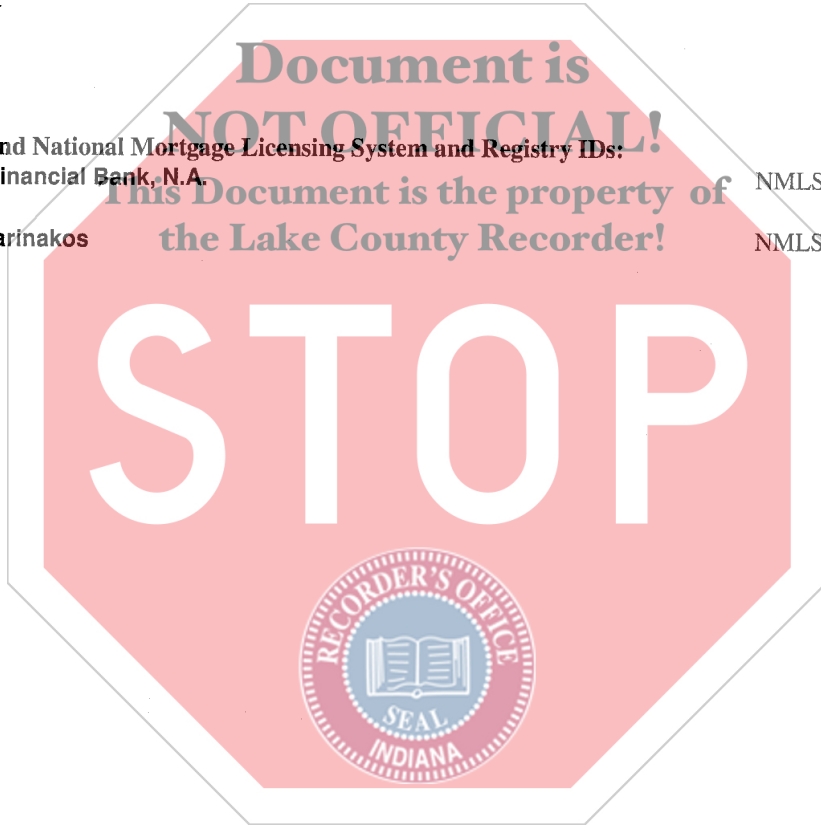 Document is
NOT OFFICIAL!
nd National Mortgage Licensing System and Registry IDs:
inancial Bank, N.A.
This Document is the property of
NMLS
arinakos
the Lake County Recorder!
NMLS
STOP
RECORDER'S OFFICE
SEAL
INDIANA